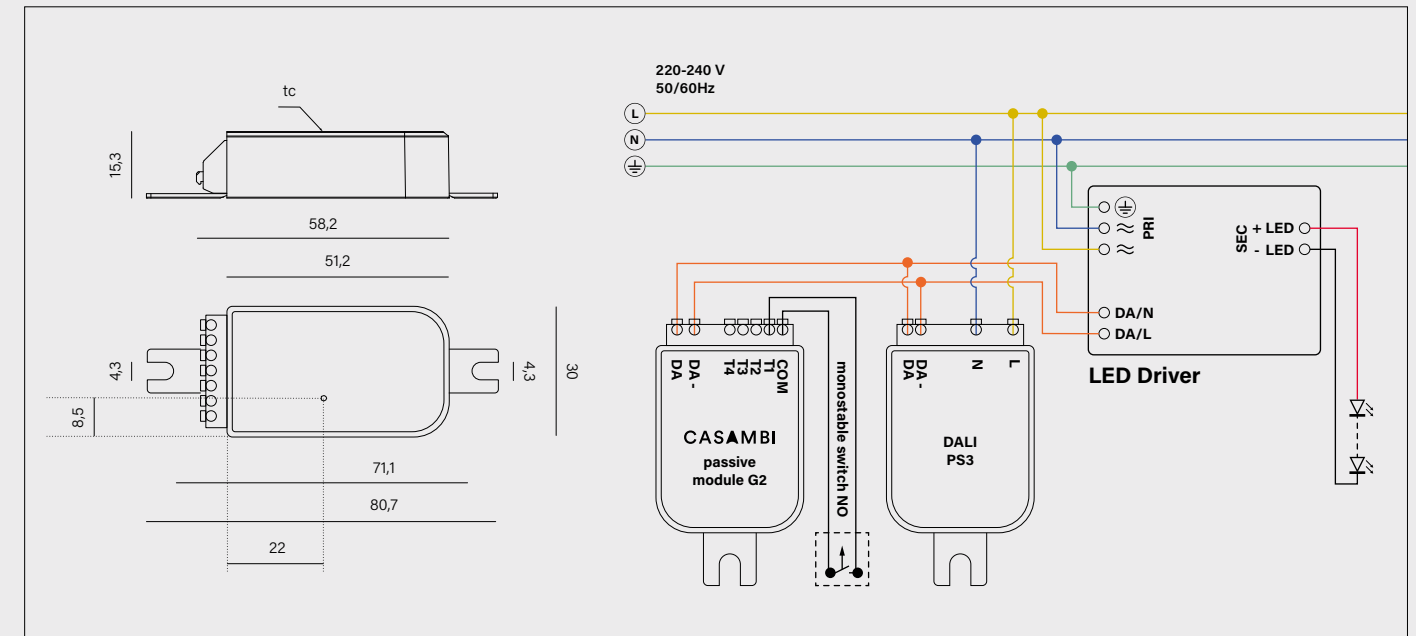 tc
15,3
58,2
51,2
4,3
4,3
30
8,5
71,1
80,7
22
220-240 V
50/60Hz
L
N
PRI
SEC
+ LED
- LED
DA/N
DA/L
LED Driver
DA
DA -
T4
T3
T2
T1
COM
CASAMBI
passive
module G2
monostable switch NO
DA
DA -
N
L
DALI
PS3